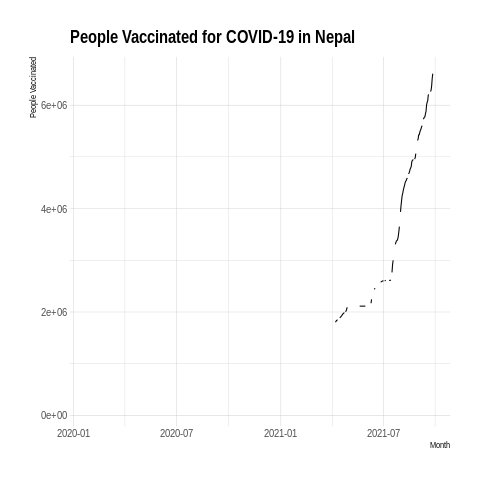 People Vaccinated for COVID-19 in Nepal
People Vaccinated
6e+06
4e+06
2e+06
0e+00
2020-01 2020-07 2021-01 2021-07
Month